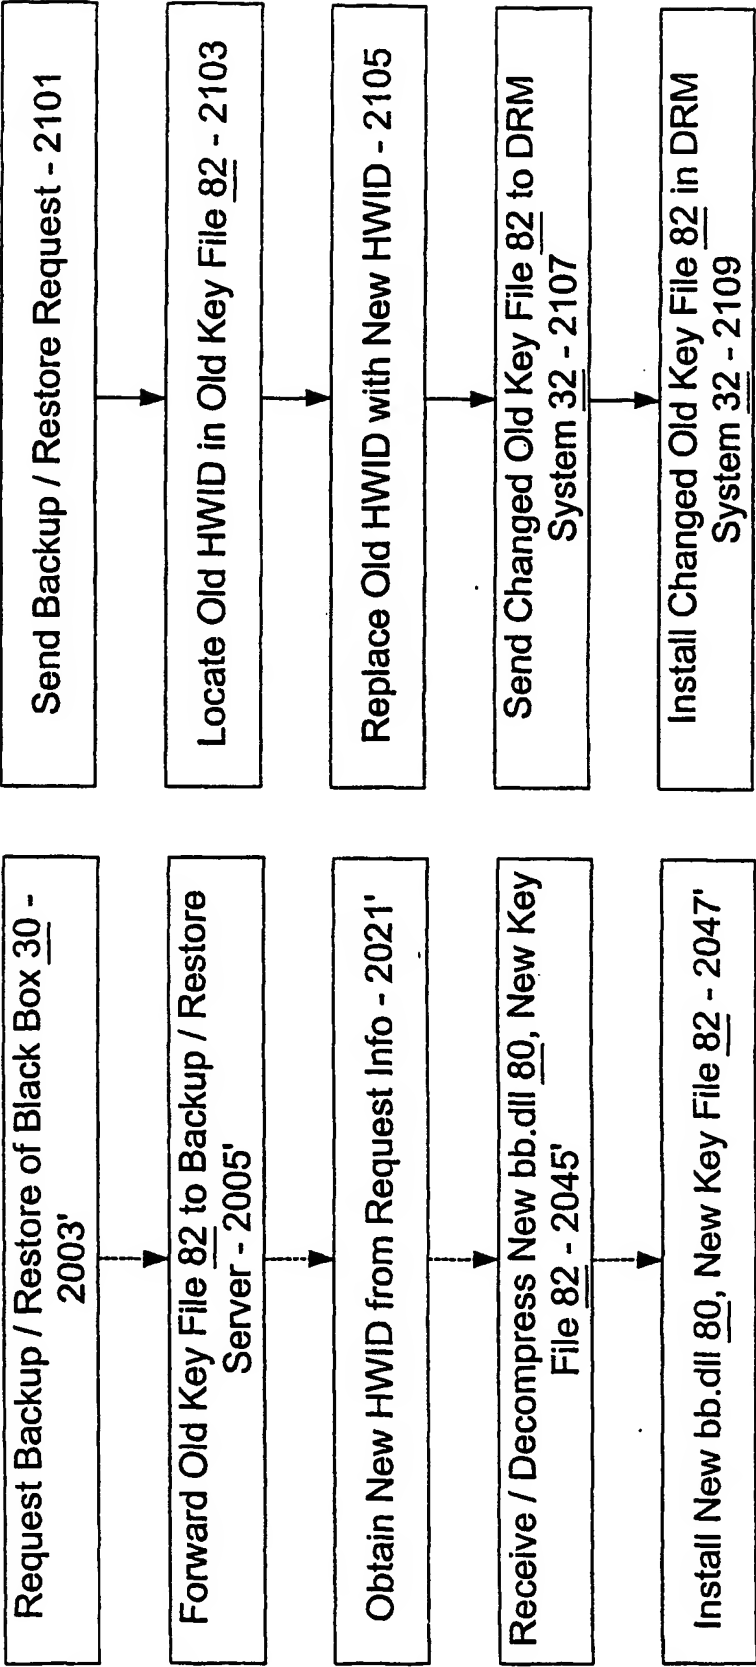 Request Backup / Restore of Black Box 30 -
2003'
Forward Old Key File 82 to Backup / Restore
Server - 2005'
Obtain New HWID from Request Info - 2021'
Receive / Decompress New bb.dll 80, New Key
File 82 - 2045'
Install New bb.dll 80, New Key File 82 - 2047'
Send Backup / Restore Request - 2101
Locate Old HWID in Old Key File 82 - 2103
Replace Old HWID with New HWID - 2105
Send Changed Old Key File 82 to DRM
System 32 - 2107
Install Changed Old Key File 82 in DRM
System 32 - 2109